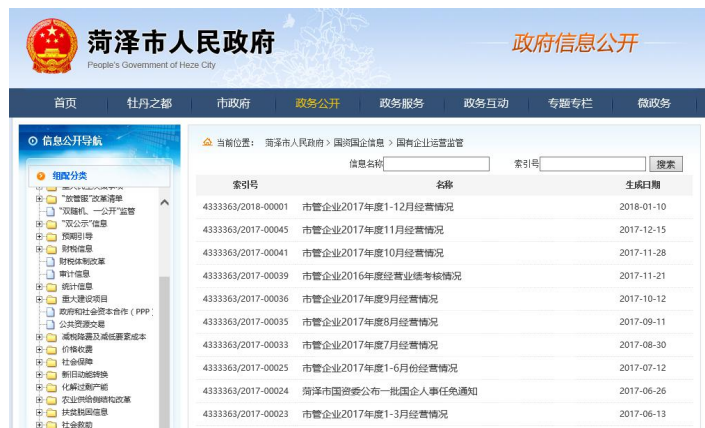 菏泽市人民政府
People's Government of Heze City
政府信息公开
首页 牡丹之都 市政府 政务公开 政务服务 政务互动 专题专栏 微政务
信息公开导航
当前位置： 菏泽市人民政府 > 国资国企信息 > 国有企业运营监管
信息名称 索引号 搜索
组配分类
"放管服"改革清单
"双随机、一公开"监管
"双公示"信息
预期引导
财税信息
财税体制改革
审计信息
统计信息
重大建设项目
政府和社会资本合作（PPP）
公共资源交易
减税降费及减低要素成本
价格收费
社会保障
新旧动能转换
化解过剩产能
农业供给侧结构改革
扶贫脱困信息
社会救助
索引号 名称 生成日期
4333363/2018-00001 市管企业2017年度1-12月经营情况 2018-01-10
4333363/2017-00045 市管企业2017年度11月经营情况 2017-12-15
4333363/2017-00041 市管企业2017年度10月经营情况 2017-11-28
4333363/2017-00039 市管企业2016年度经营业绩考核情况 2017-11-21
4333363/2017-00036 市管企业2017年度9月经营情况 2017-10-12
4333363/2017-00035 市管企业2017年度8月经营情况 2017-09-11
4333363/2017-00033 市管企业2017年度7月经营情况 2017-08-30
4333363/2017-00025 市管企业2017年度1-6月份经营情况 2017-07-12
4333363/2017-00024 菏泽市国资委公布一批国企人事任免通知 2017-06-26
4333363/2017-00023 市管企业2017年度1-3月经营情况 2017-06-13